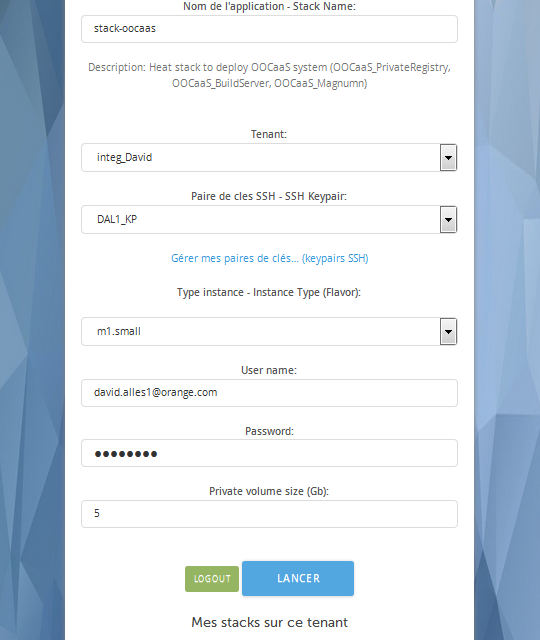 Nom de l'application - Stack Name:
stack-oocaas
Description: Heat stack to deploy OOCaaS system (OOCaaS_PrivateRegistry,
OOCaaS_BuildServer, OOCaaS_Magnumn)
Tenant:
integ_David
Paire de cles SSH - SSH Keypair:
DAL1_KP
Gérer mes paires de clés... (keypairs SSH)
Type instance - Instance Type (Flavor):
m1.small
User name:
david.alles1@orange.com
Password:
●●●●●●●●
Private volume size (Gb):
5
LOGOUT
LANCER
Mes stacks sur ce tenant